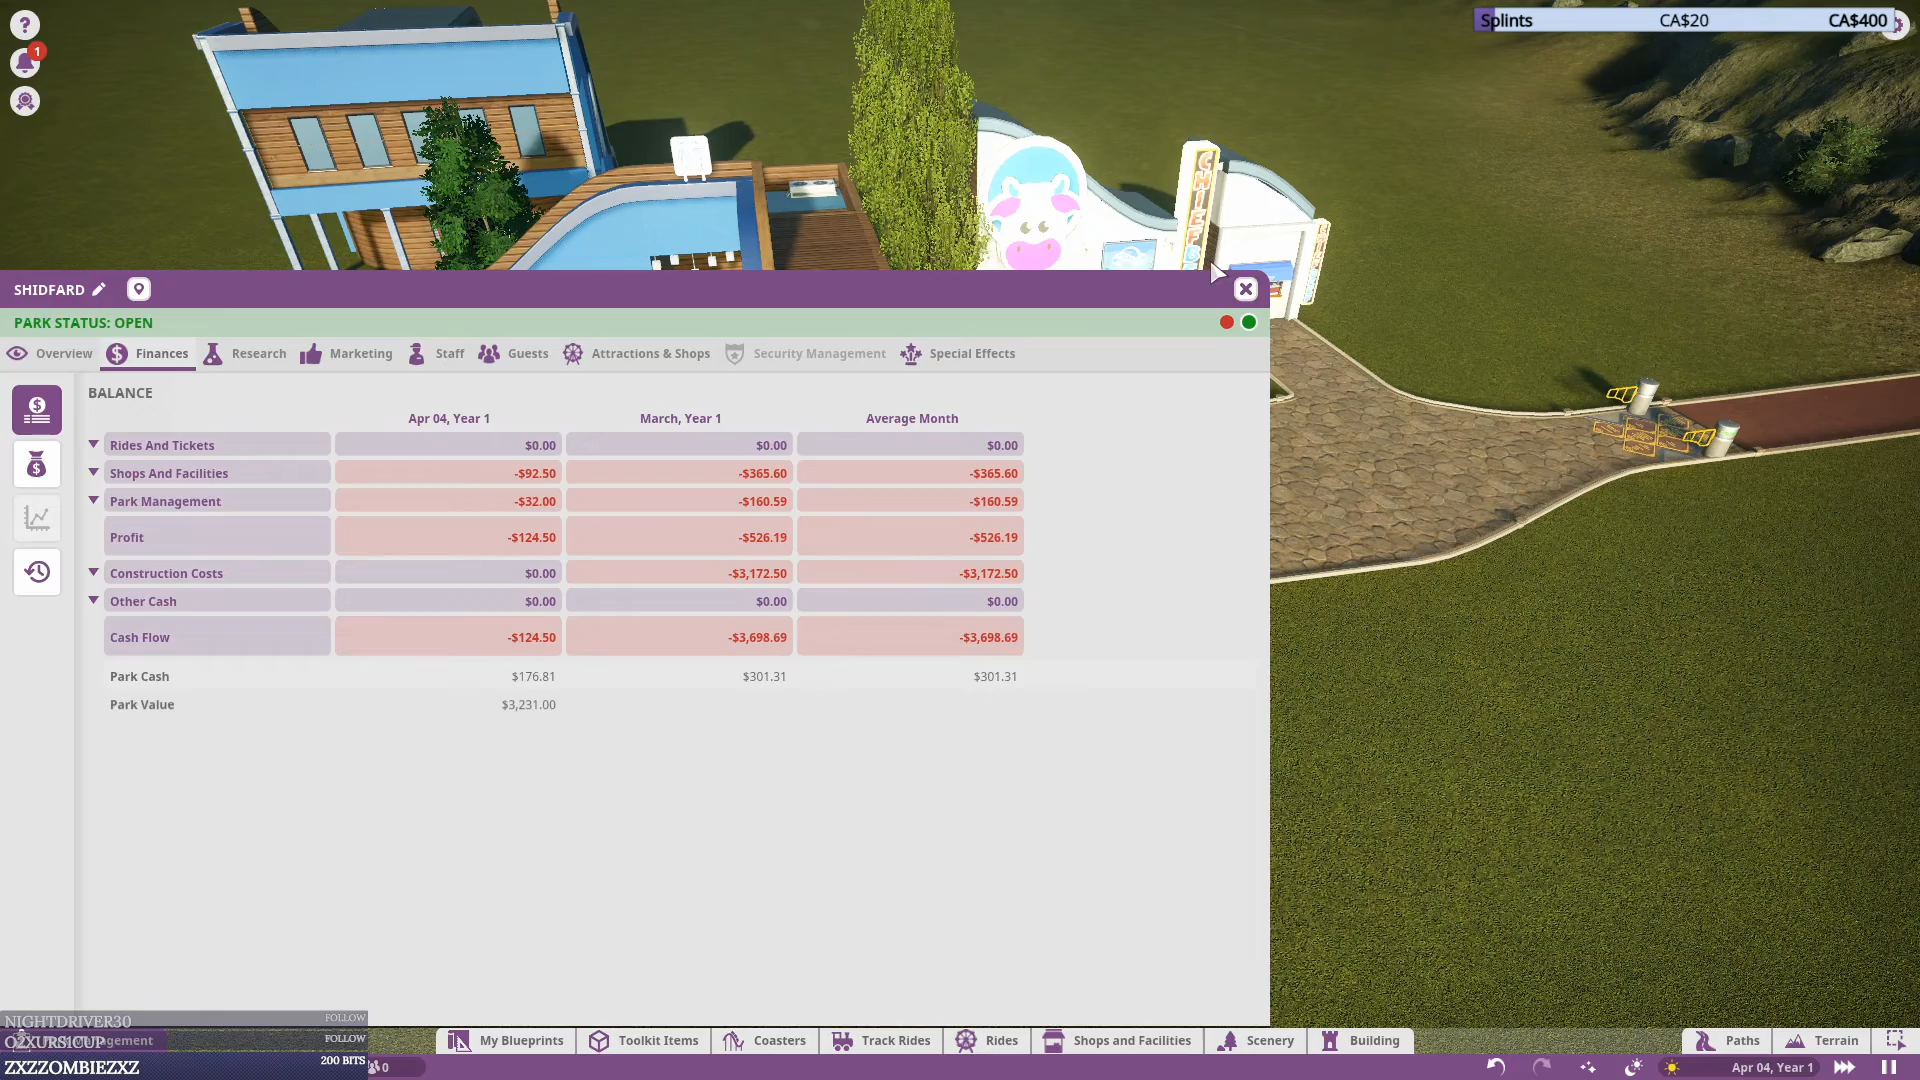 ?
1
Splints CA$20 CA$400
CHIEF
SHIDFARD
PARK STATUS: OPEN
Overview Finances Research Marketing Staff Guests Attractions & Shops Security Management Special Effects
BALANCE
Apr 04, Year 1 March, Year 1 Average Month
Rides And Tickets $0.00 $0.00 $0.00
Shops And Facilities -$92.50 -$365.60 -$365.60
Park Management -$32.00 -$160.59 -$160.59
Profit -$124.50 -$526.19 -$526.19
Construction Costs $0.00 -$3,172.50 -$3,172.50
Other Cash $0.00 $0.00 $0.00
Cash Flow -$124.50 -$3,698.69 -$3,698.69
Park Cash $176.81 $301.31 $301.31
Park Value $3,231.00
NIGHTDRIVER30 FOLLOW
FOLLOW
ZXZZOMBIEZXZ 200 BITS
My Blueprints Toolkit Items Coasters Track Rides Rides Shops and Facilities Scenery Building Paths Terrain
0 Apr 04, Year 1